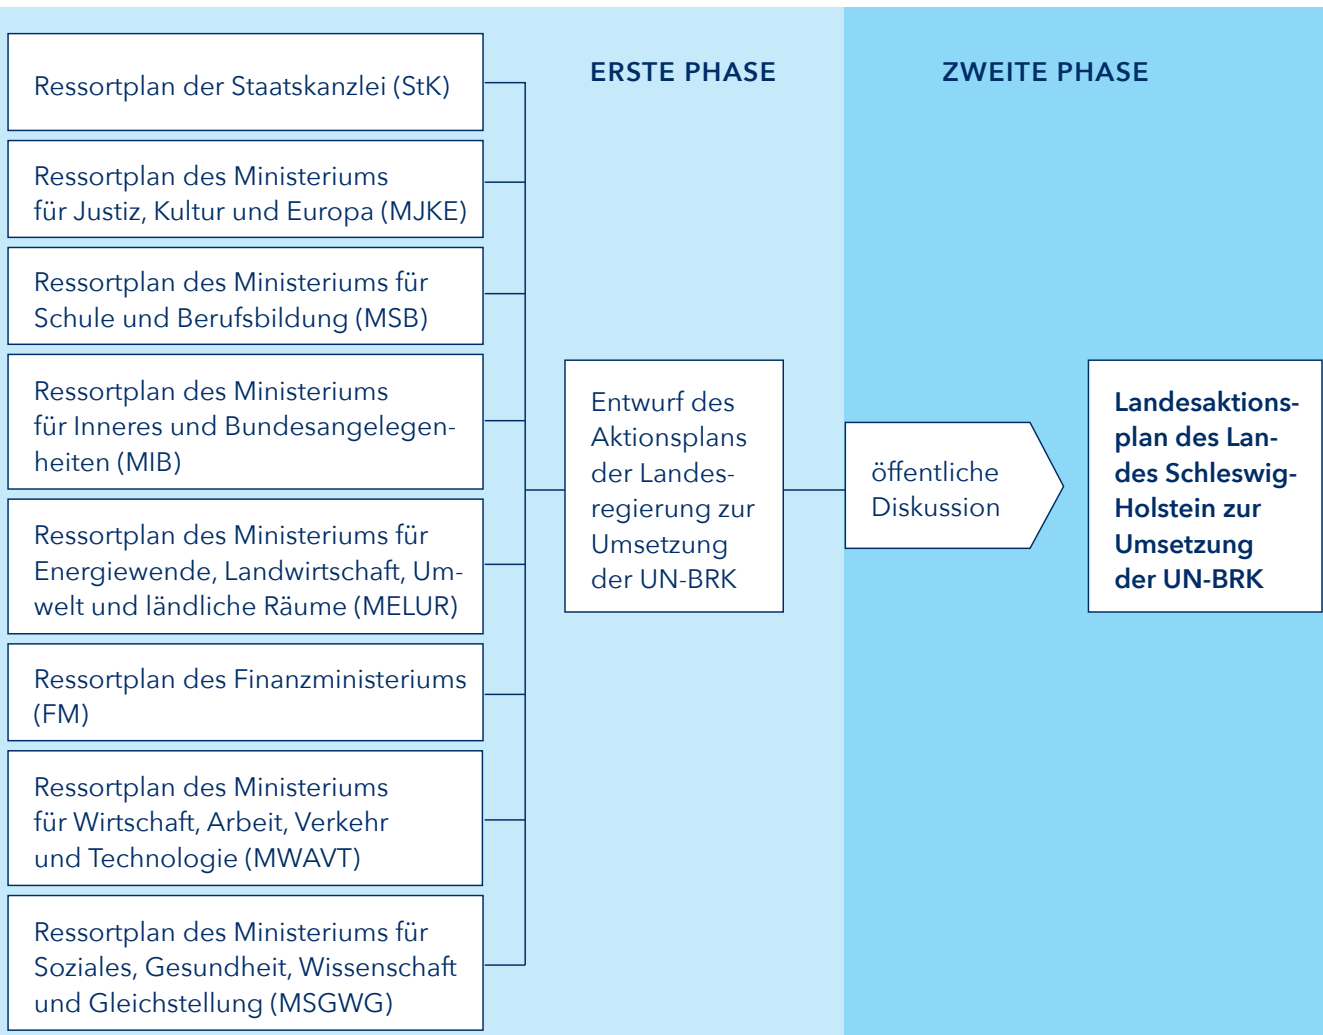 Ressortplan der Staatskanzlei (StK)
Ressortplan des Ministeriums
für Justiz, Kultur und Europa (MJKE)
Ressortplan des Ministeriums für
Schule und Berufsbildung (MSB)
Ressortplan des Ministeriums
für Inneres und Bundesangelegen-
heiten (MIB)
Ressortplan des Ministeriums für
Energiewende, Landwirtschaft, Um-
welt und ländliche Räume (MELUR)
Ressortplan des Finanzministeriums
(FM)
Ressortplan des Ministeriums
für Wirtschaft, Arbeit, Verkehr
und Technologie (MWAVT)
Ressortplan des Ministeriums für
Soziales, Gesundheit, Wissenschaft
und Gleichstellung (MSGWG)
ERSTE PHASE
Entwurf des
Aktionsplans
der Landes-
regierung zur
Umsetzung
der UN-BRK
ZWEITE PHASE
öffentliche
Diskussion
Landesaktions-
plan des Lan-
des Schleswig-
Holstein zur
Umsetzung
der UN-BRK